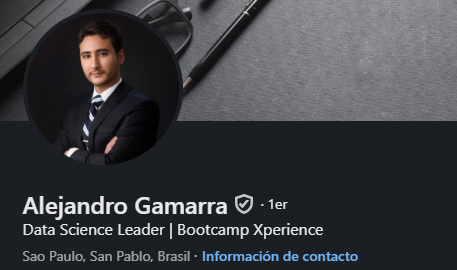 Alejandro Gamarra · 1er
Data Science Leader | Bootcamp Xperience
Sao Paulo, San Pablo, Brasil · Información de contacto